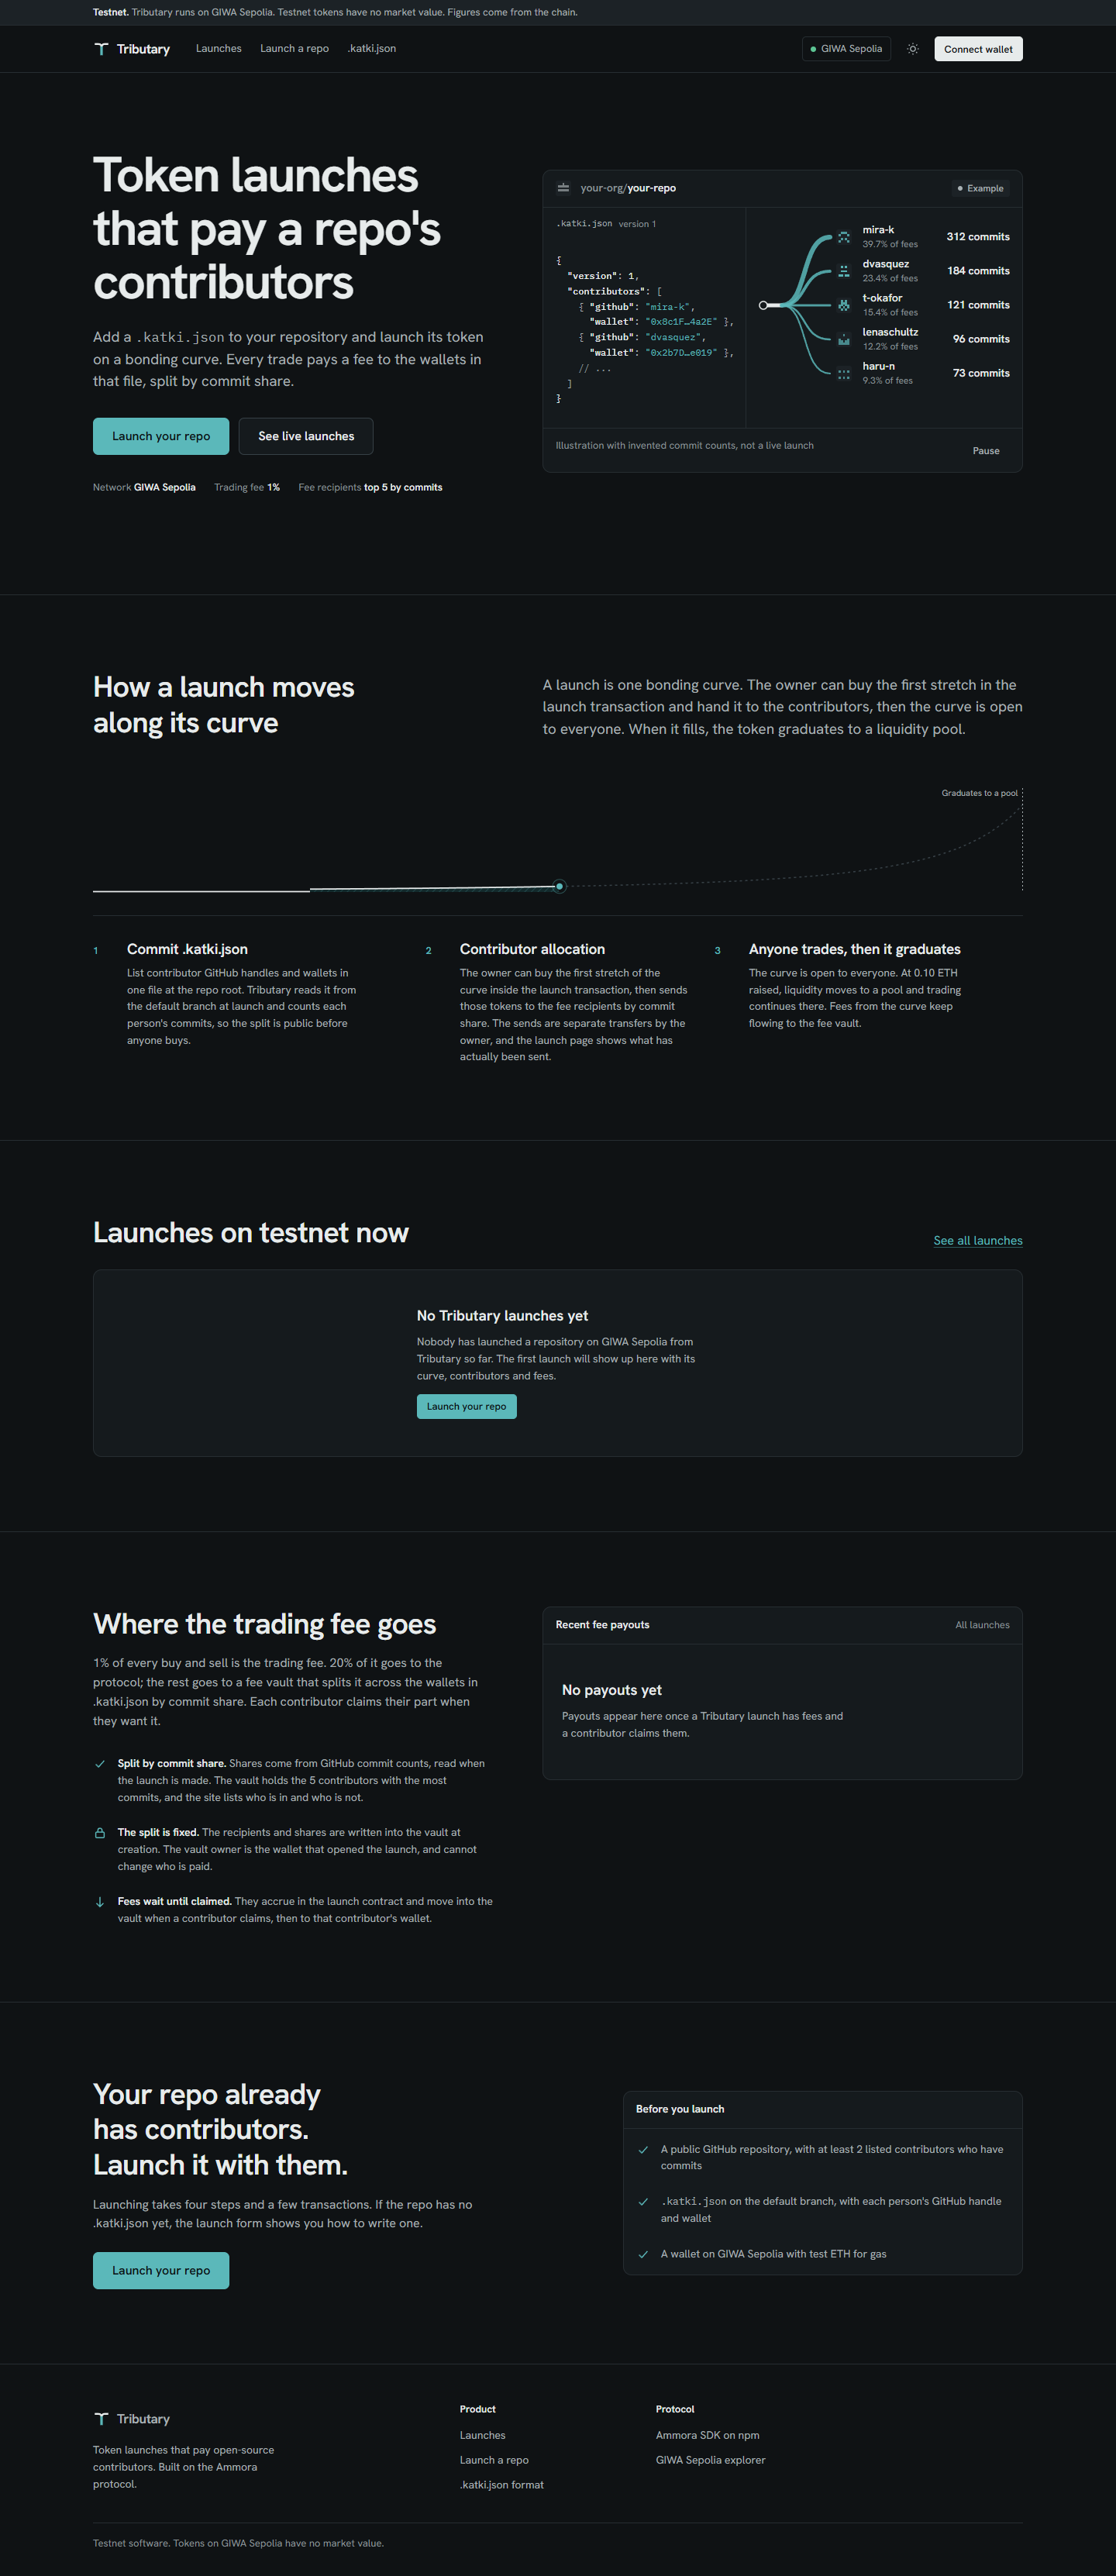 Testnet. Tributary runs on GIWA Sepolia. Testnet tokens have no market value. Figures come from the chain.
Tributary
Launches
Launch a repo
.katki.json
GIWA Sepolia
Connect wallet
Token launches
that pay a repo's
contributors
Add a .katki.json to your repository and launch its token
on a bonding curve. Every trade pays a fee to the wallets in
that file, split by commit share.
Launch your repo
See live launches
Network GIWA Sepolia
Trading fee 1%
Fee recipients top 5 by commits
your-org/your-repo
Example
.katki.json version 1
{
"version": 1,
"contributors": [
{ "github": "mira-k",
"wallet": "0x8c1F…4a2E" },
{ "github": "dvasquez",
"wallet": "0x2b7D…e019" },
// ...
]
}
mira-k
39.7% of fees
312 commits
dvasquez
23.4% of fees
184 commits
t-okafor
15.4% of fees
121 commits
lenaschultz
12.2% of fees
96 commits
haru-n
9.3% of fees
73 commits
Illustration with invented commit counts, not a live launch
Pause
How a launch moves
along its curve
A launch is one bonding curve. The owner can buy the first stretch in the
launch transaction and hand it to the contributors, then the curve is open
to everyone. When it fills, the token graduates to a liquidity pool.
Graduates to a pool
1
Commit .katki.json
List contributor GitHub handles and wallets in
one file at the repo root. Tributary reads it from
the default branch at launch and counts each
person's commits, so the split is public before
anyone buys.
2
Contributor allocation
The owner can buy the first stretch of the
curve inside the launch transaction, then sends
those tokens to the fee recipients by commit
share. The sends are separate transfers by the
owner, and the launch page shows what has
actually been sent.
3
Anyone trades, then it graduates
The curve is open to everyone. At 0.10 ETH
raised, liquidity moves to a pool and trading
continues there. Fees from the curve keep
flowing to the fee vault.
Launches on testnet now
See all launches
No Tributary launches yet
Nobody has launched a repository on GIWA Sepolia from
Tributary so far. The first launch will show up here with its
curve, contributors and fees.
Launch your repo
Where the trading fee goes
1% of every buy and sell is the trading fee. 20% of it goes to the
protocol; the rest goes to a fee vault that splits it across the wallets in
.katki.json by commit share. Each contributor claims their part when
they want it.
Split by commit share. Shares come from GitHub commit counts, read when
the launch is made. The vault holds the 5 contributors with the most
commits, and the site lists who is in and who is not.
The split is fixed. The recipients and shares are written into the vault at
creation. The vault owner is the wallet that opened the launch, and cannot
change who is paid.
Fees wait until claimed. They accrue in the launch contract and move into the
vault when a contributor claims, then to that contributor's wallet.
Recent fee payouts
All launches
No payouts yet
Payouts appear here once a Tributary launch has fees and
a contributor claims them.
Your repo already
has contributors.
Launch it with them.
Launching takes four steps and a few transactions. If the repo has no
.katki.json yet, the launch form shows you how to write one.
Launch your repo
Before you launch
A public GitHub repository, with at least 2 listed contributors who have
commits
.katki.json on the default branch, with each person's GitHub handle
and wallet
A wallet on GIWA Sepolia with test ETH for gas
Tributary
Token launches that pay open-source
contributors. Built on the Ammora
protocol.
Product
Launches
Launch a repo
.katki.json format
Protocol
Ammora SDK on npm
GIWA Sepolia explorer
Testnet software. Tokens on GIWA Sepolia have no market value.